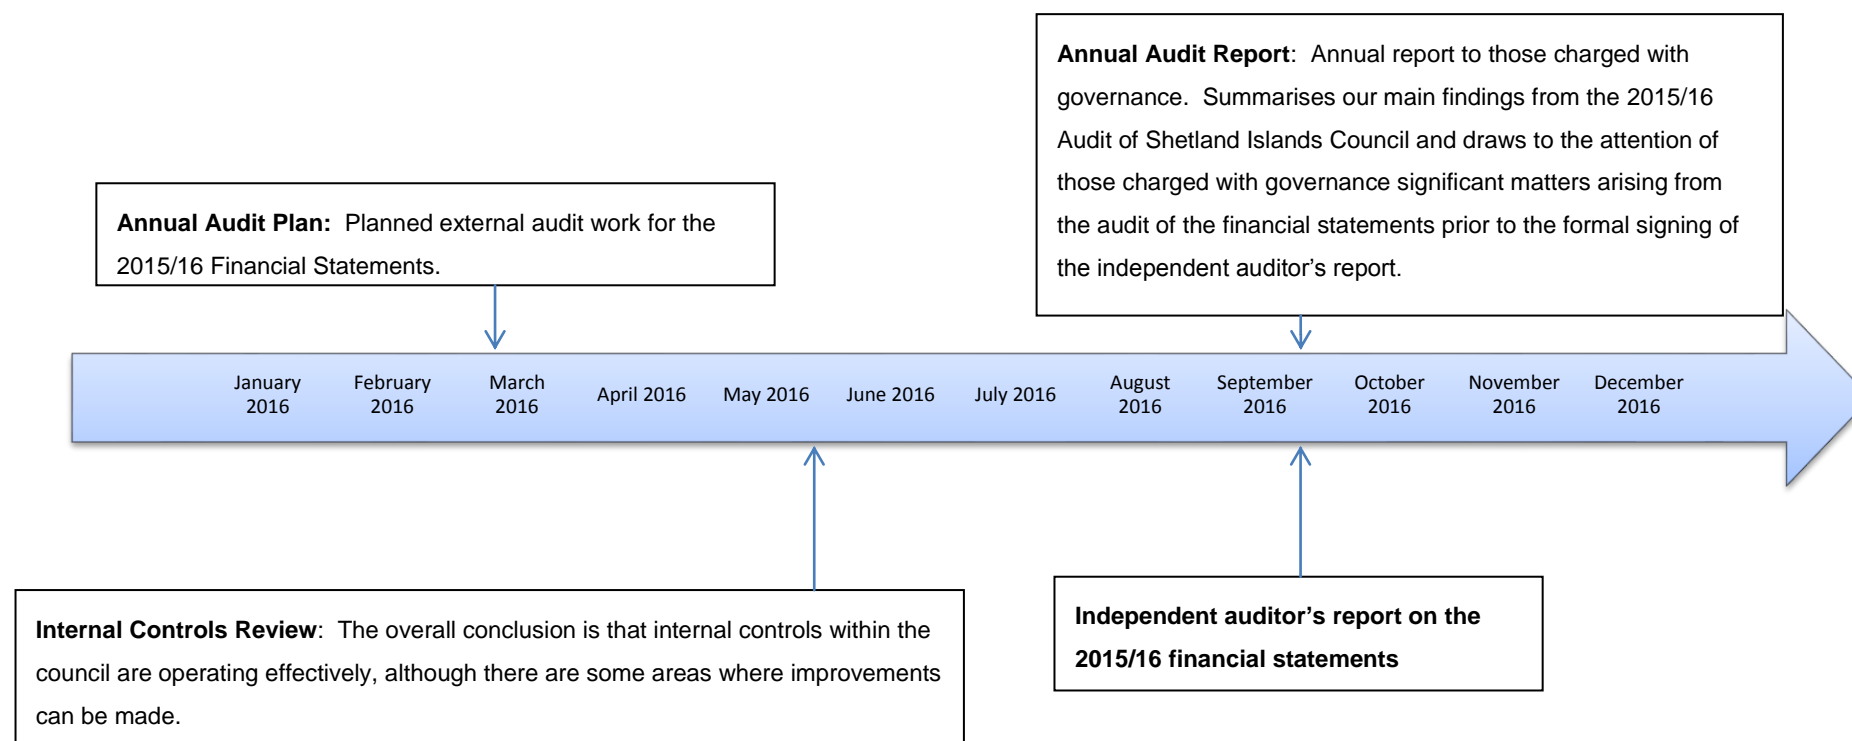 Annual Audit Report:  Annual report to those charged with
governance.  Summarises our main findings from the 2015/16
Audit of Shetland Islands Council and draws to the attention of
those charged with governance significant matters arising from
the audit of the financial statements prior to the formal signing of
the independent auditor’s report.
Annual Audit Plan:  Planned external audit work for the
2015/16 Financial Statements.
January
2016
February
2016
March
2016
April 2016
May 2016
June 2016
July 2016
August
2016
September
2016
October
2016
November
2016
December
2016
Internal Controls Review:  The overall conclusion is that internal controls within the
council are operating effectively, although there are some areas where improvements
can be made.
Independent auditor’s report on the
2015/16 financial statements